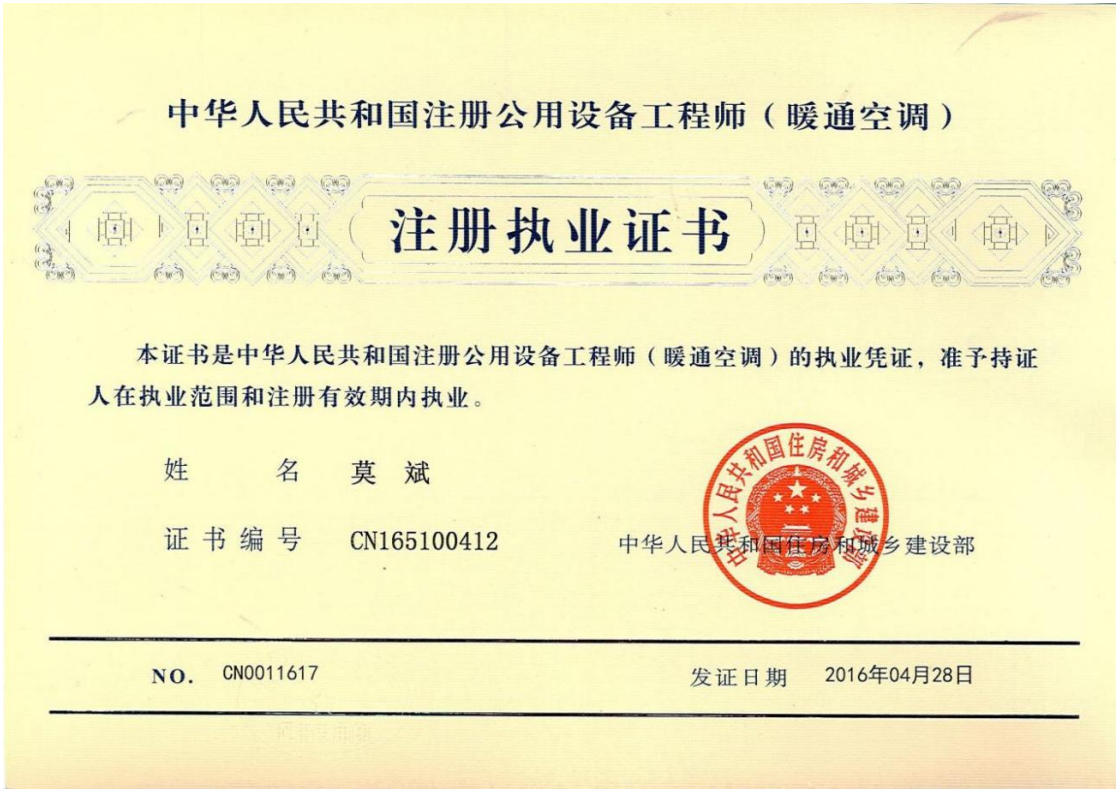 中华人民共和国注册公用设备工程师（暖通空调）
注册执业证书
本证书是中华人民共和国注册公用设备工程师（暖通空调）的执业凭证，准予持证
人在执业范围和注册有效期内执业。
姓 名 莫 斌
证书编号 CN165100412
中华人民共和国住房和城乡建设部
中华人民共和国住房和城乡建设部
NO. CN0011617 发证日期 2016年04月28日